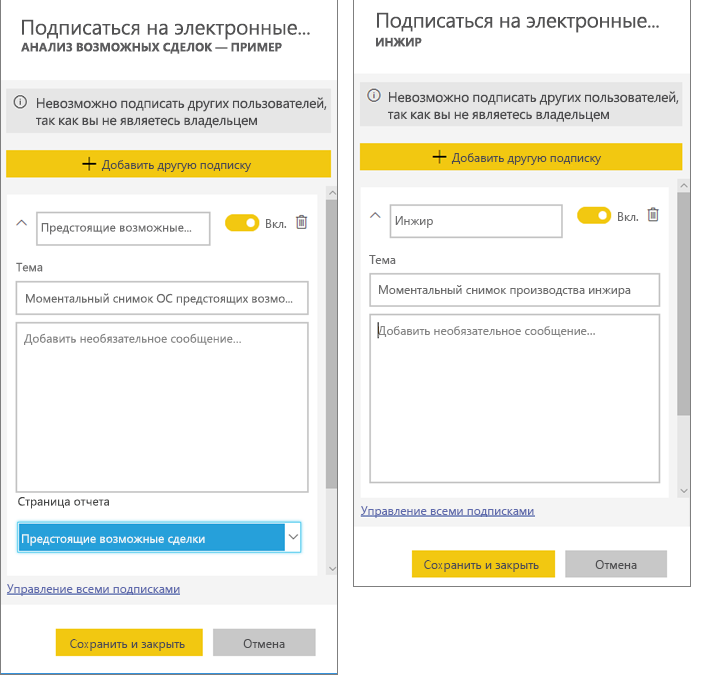 Подписаться на электронные...
АНАЛИЗ ВОЗМОЖНЫХ СДЕЛОК — ПРИМЕР
Невозможно подписать других пользователей,
так как вы не являетесь владельцем
Добавить другую подписку
Предстоящие возможные...
Вкл.
Тема
Моментальный снимок ОС предстоящих возмо...
Добавить необязательное сообщение...
Страница отчета
Предстоящие возможные сделки
Управление всеми подписками
Сохранить и закрыть
Отмена
Подписаться на электронные...
ИНЖИР
Невозможно подписать других пользователей,
так как вы не являетесь владельцем
Добавить другую подписку
Инжир
Вкл.
Тема
Моментальный снимок производства инжира
Добавить необязательное сообщение...
Управление всеми подписками
Сохранить и закрыть
Отмена